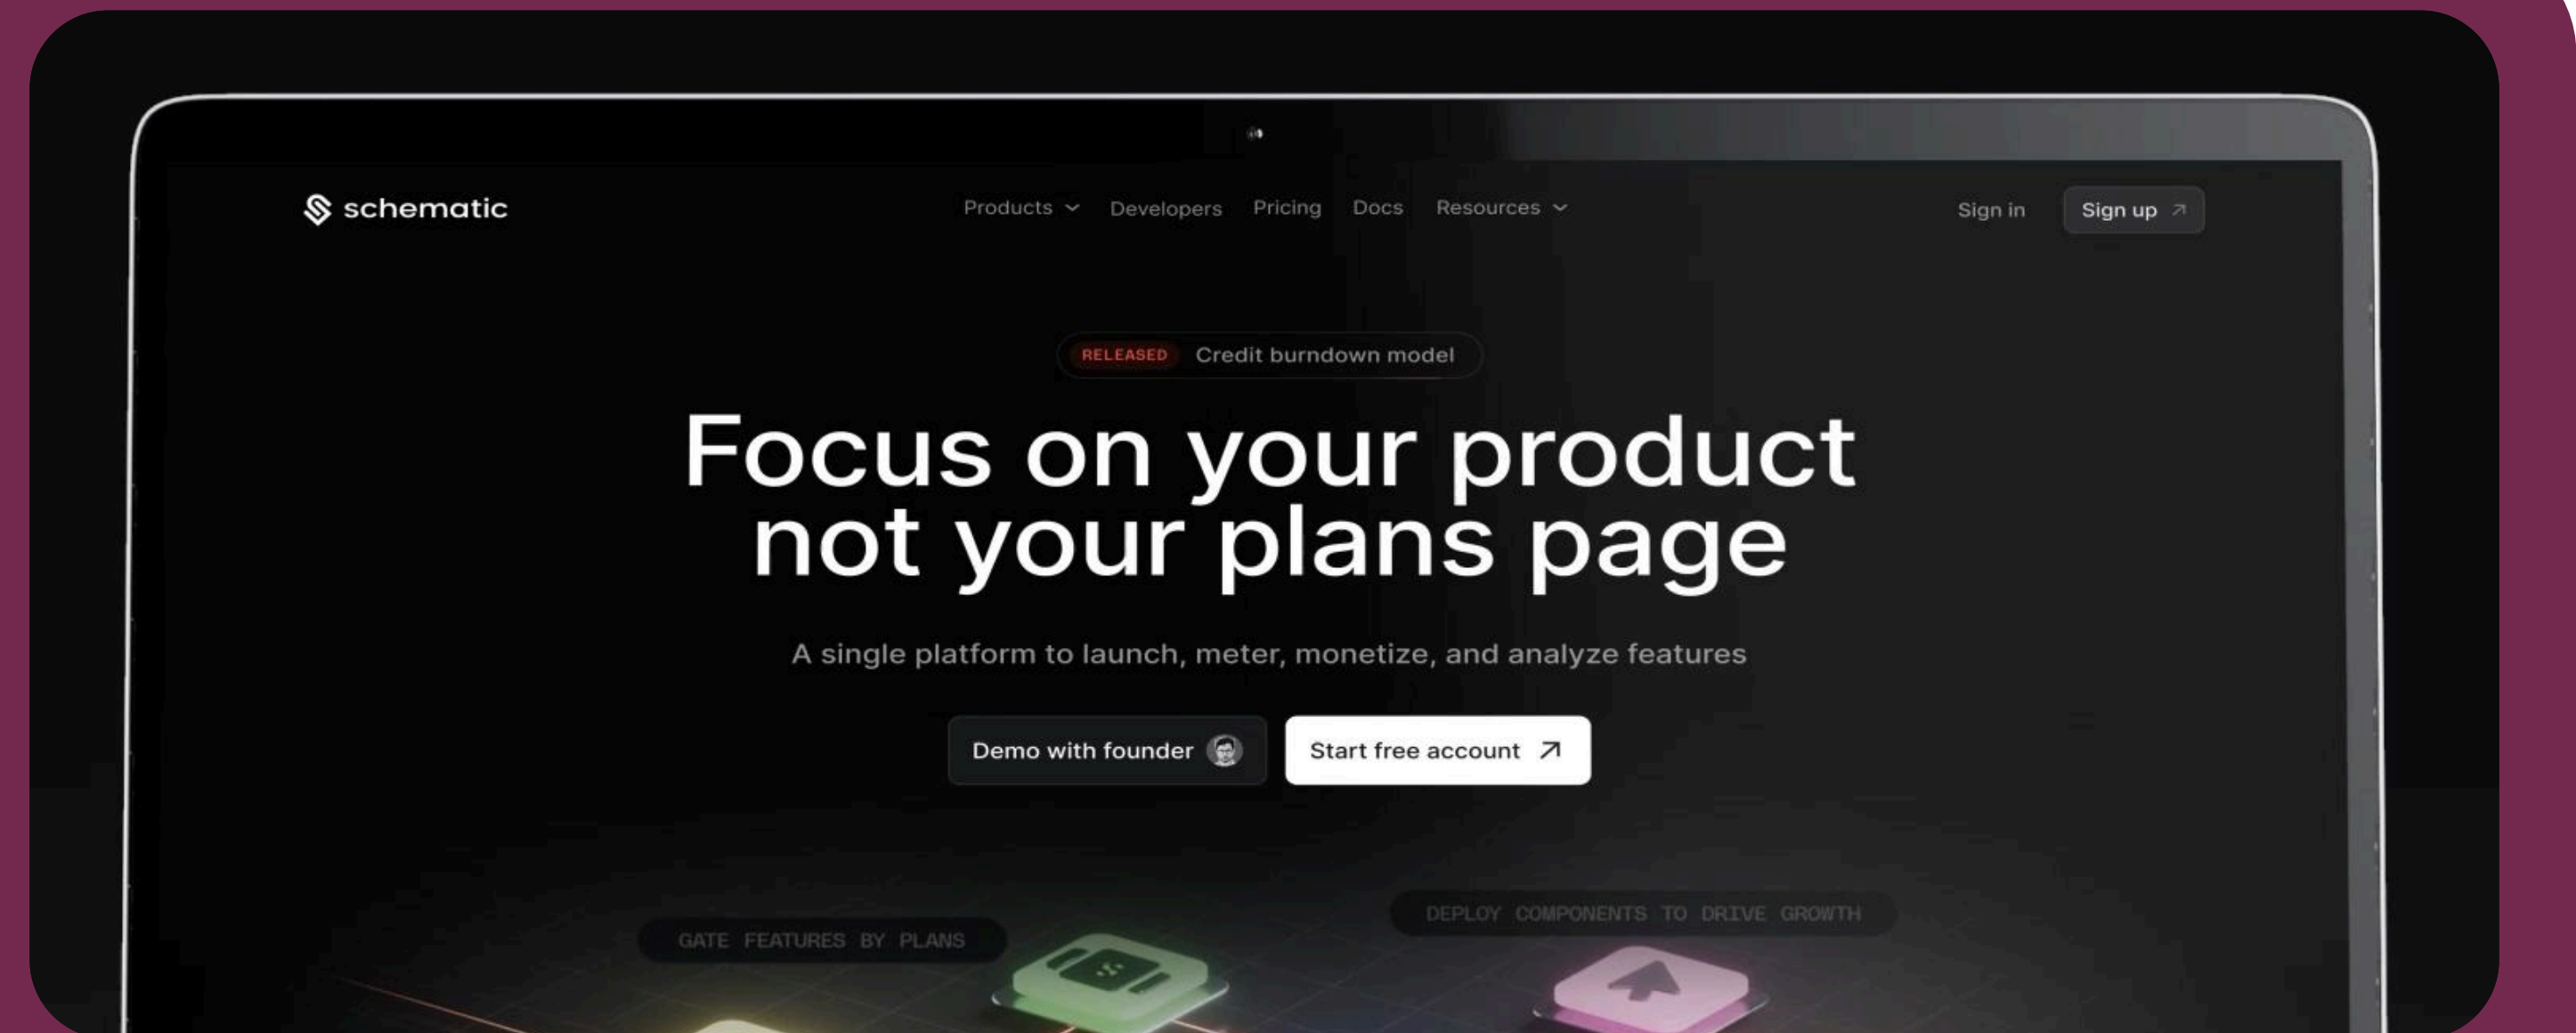 schematic
Products Developers Pricing Docs Resources
Sign in Sign up
RELEASED Credit burndown model
Focus on your product
not your plans page
A single platform to launch, meter, monetize, and analyze features
Demo with founder Start free account
DEPLOY COMPONENTS TO DRIVE GROWTH
GATE FEATURES BY PLANS